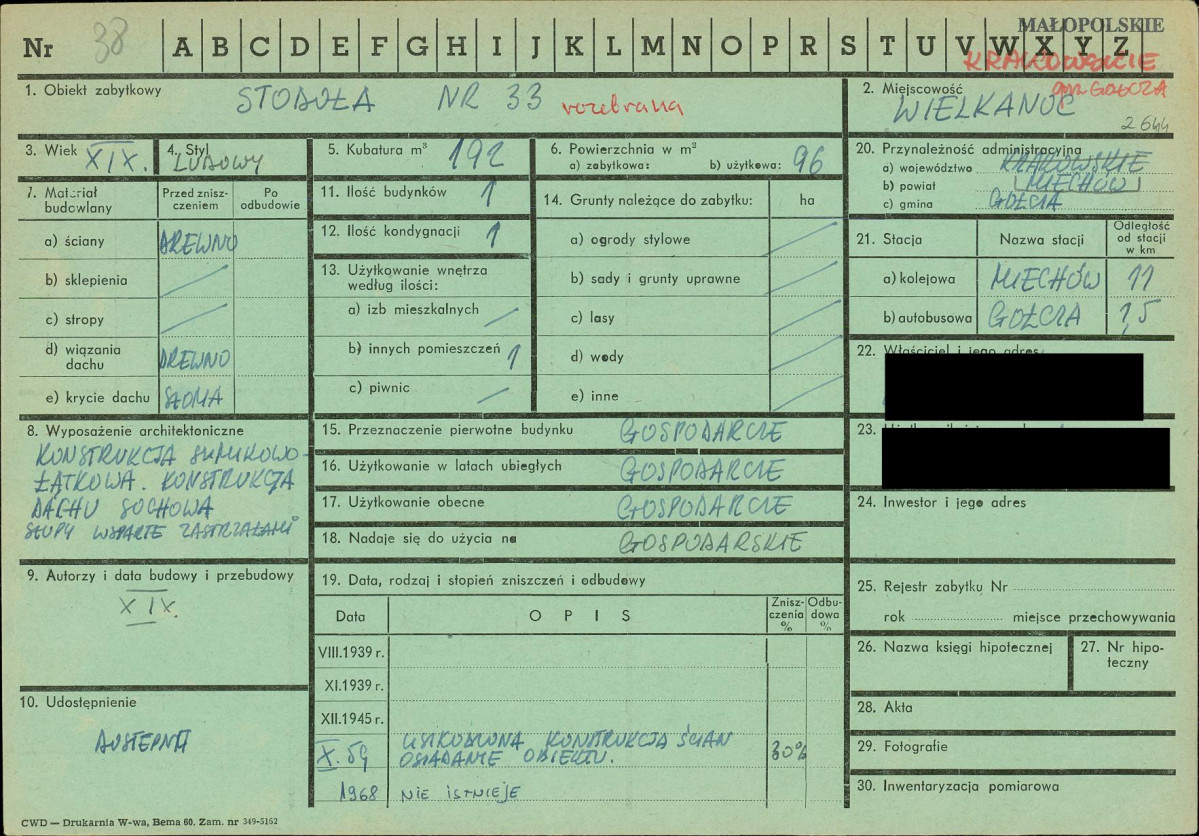 MAŁOPOLSKIE
Nr 38 A B C D E F G H I J K L M N O P R S T U V W X Y Z
KRAKOWSKIE
gm. GOŁCZA
1. Obiekt zabytkowy STODOŁA NR 33 rozebrana
2. Miejscowość
WIELKANOC
2644
3. Wiek XIX.
4. Styl
LUDOWY
5. Kubatura m³ 192
6. Powierzchnia w m²
a) zabytkowa: b) użytkowa: 96
20. Przynależność administracyjna
a) województwo KRAKOWSKIE
b) powiat MIECHÓW
c) gmina GOŁCZA
7. Materiał budowlany
Przed zniszczeniem
Po odbudowie
a) ściany DREWNO
b) sklepienia
c) stropy
d) wiązania dachu DREWNO
e) krycie dachu SŁOMA
11. Ilość budynków 1
12. Ilość kondygnacji 1
13. Użytkowanie wnętrza
według ilości:
a) izb mieszkalnych
b) innych pomieszczeń 1
c) piwnic
14. Grunty należące do zabytku: ha
a) ogrody stylowe
b) sady i grunty uprawne
c) lasy
d) wody
e) inne
21. Stacja Nazwa stacji Odległość od stacji w km
a) kolejowa MIECHÓW 11
b) autobusowa GOŁCZA 1,5
22. Właściciel i jego adres
23.
8. Wyposażenie architektoniczne
KONSTRUKCJA SUMIKOWO-
ŁĄTKOWA. KONSTRUKCJA
DACHU SOCHOWA
SŁUPY WSPARTE ZASTRZAŁAMI
15. Przeznaczenie pierwotne budynku GOSPODARCZE
16. Użytkowanie w latach ubiegłych GOSPODARCZE
17. Użytkowanie obecne GOSPODARCZE
18. Nadaje się do użycia na GOSPODARSKIE
24. Inwestor i jego adres
9. Autorzy i data budowy i przebudowy
XIX.
19. Data, rodzaj i stopień zniszczeń i odbudowy
Data OPIS Zniszczenia % Odbudowa %
VIII.1939 r.
XI.1939 r.
XII.1945 r.
X. 59 USZKODZONA KONSTRUKCJA ŚCIAN
OSIADANIE OBIEKTU. 30%
1968 NIE ISTNIEJE
25. Rejestr zabytku Nr
rok miejsce przechowywania
26. Nazwa księgi hipotecznej
27. Nr hipoteczny
10. Udostępnienie
DOSTĘPNA
28. Akta
29. Fotografie
30. Inwentaryzacja pomiarowa
CWD — Drukarnia W-wa, Bema 60. Zam. nr 349-5162